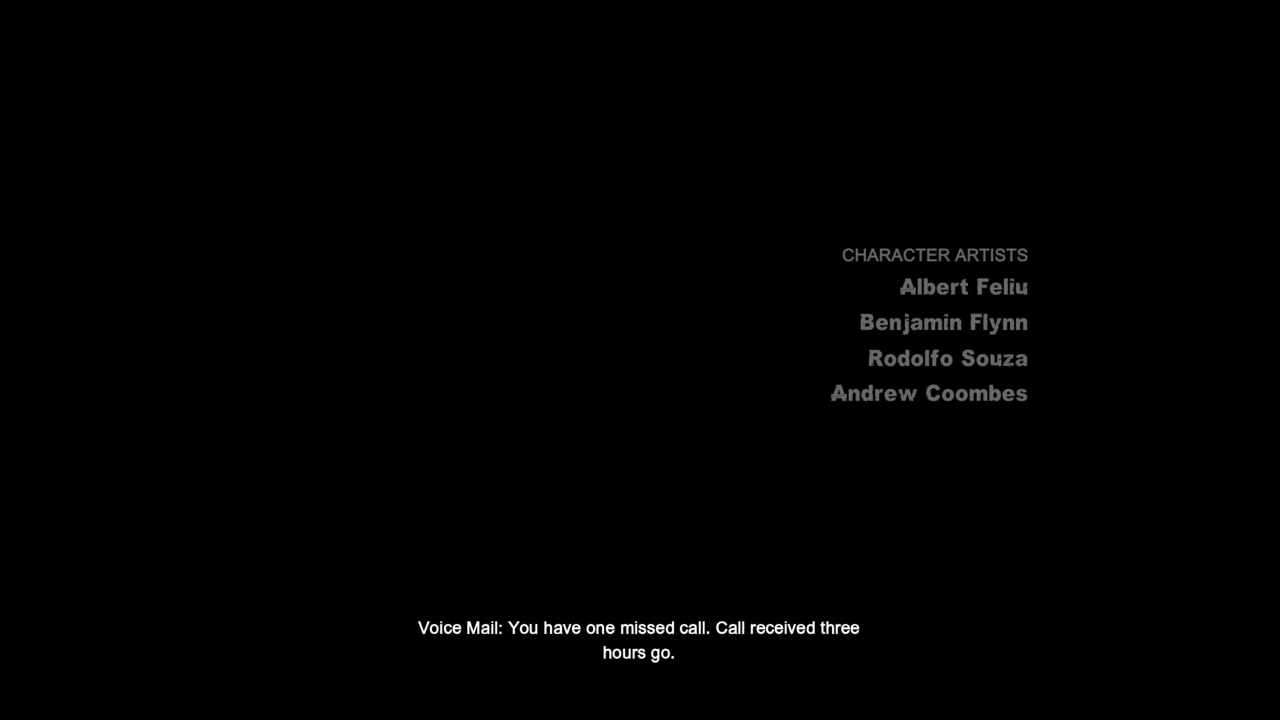 CHARACTER ARTISTS
Albert Feliu
Benjamin Flynn
Rodolfo Souza
Andrew Coombes
Voice Mail: You have one missed call. Call received three
hours go.